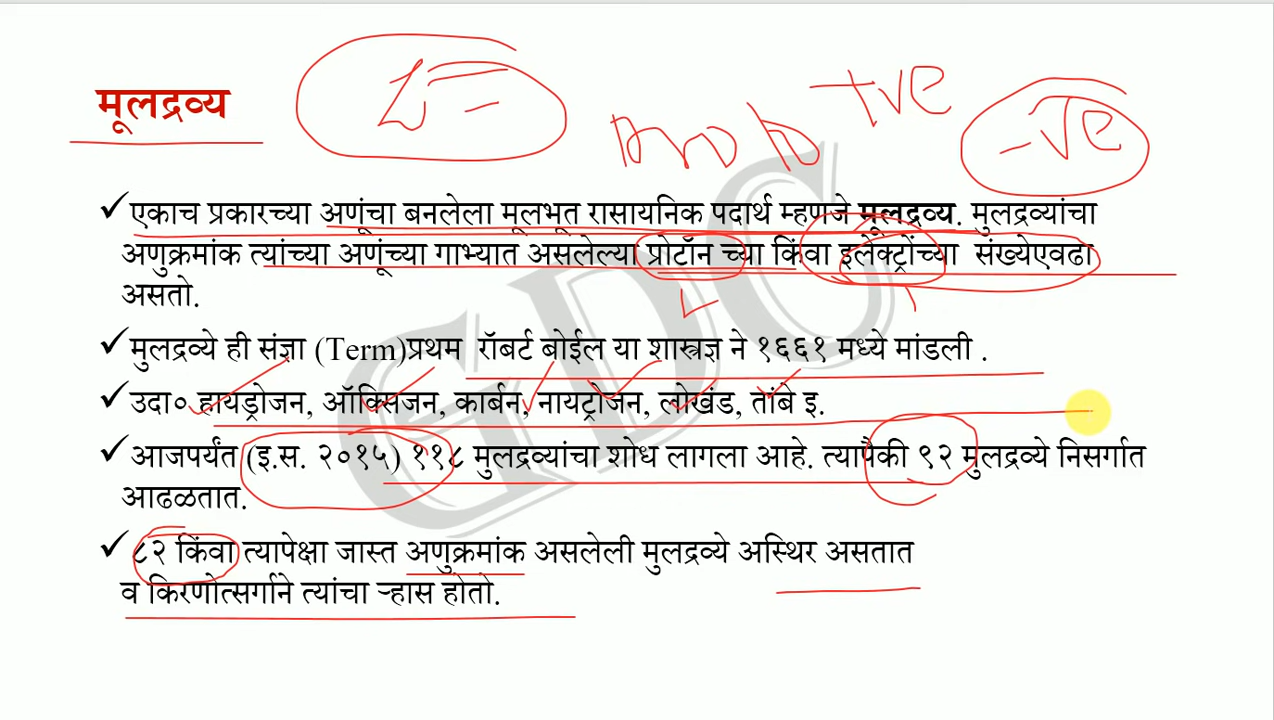 मूलद्रव्य
+ve
-ve
✓ एकाच प्रकारच्या अणूंचा बनलेला मूलभूत रासायनिक पदार्थ म्हणजे मूलद्रव्य. मुलद्रव्यांचा
अणुक्रमांक त्यांच्या अणूंच्या गाभ्यात असलेल्या प्रोटॉन च्या किंवा इलेक्ट्रोंच्या संख्येएवढा
असतो.
✓ मुलद्रव्ये ही संज्ञा (Term)प्रथम रॉबर्ट बोईल या शास्त्रज्ञ ने १६६१ मध्ये मांडली .
✓ उदा० हायड्रोजन, ऑक्सिजन, कार्बन, नायट्रोजन, लोखंड, तांबे इ.
✓ आजपर्यंत (इ.स. २०१५) ११८ मुलद्रव्यांचा शोध लागला आहे. त्यापैकी ९२ मुलद्रव्ये निसर्गात
आढळतात.
✓ ८२ किंवा त्यापेक्षा जास्त अणुक्रमांक असलेली मुलद्रव्ये अस्थिर असतात
व किरणोत्सर्गाने त्यांचा ऱ्हास होतो.
GDC